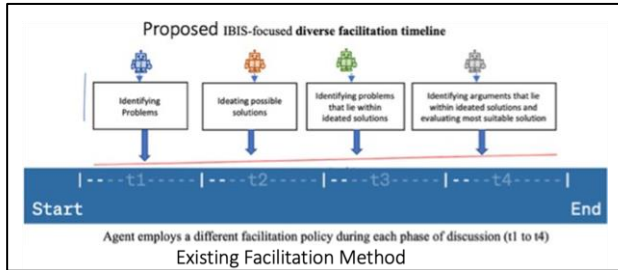 Proposed IBIS-focused diverse facilitation timeline
Identifying
Problems
Ideating possible
solutions
Identifying problems
that lie within
ideated solutions
Identifying arguments that lie
within ideated solutions and
evaluating most suitable solution
|-----t1-----|-----t2-----|-----t3-----|-----t4-----|
Start
End
Agent employs a different facilitation policy during each phase of discussion (t1 to t4)
Existing Facilitation Method